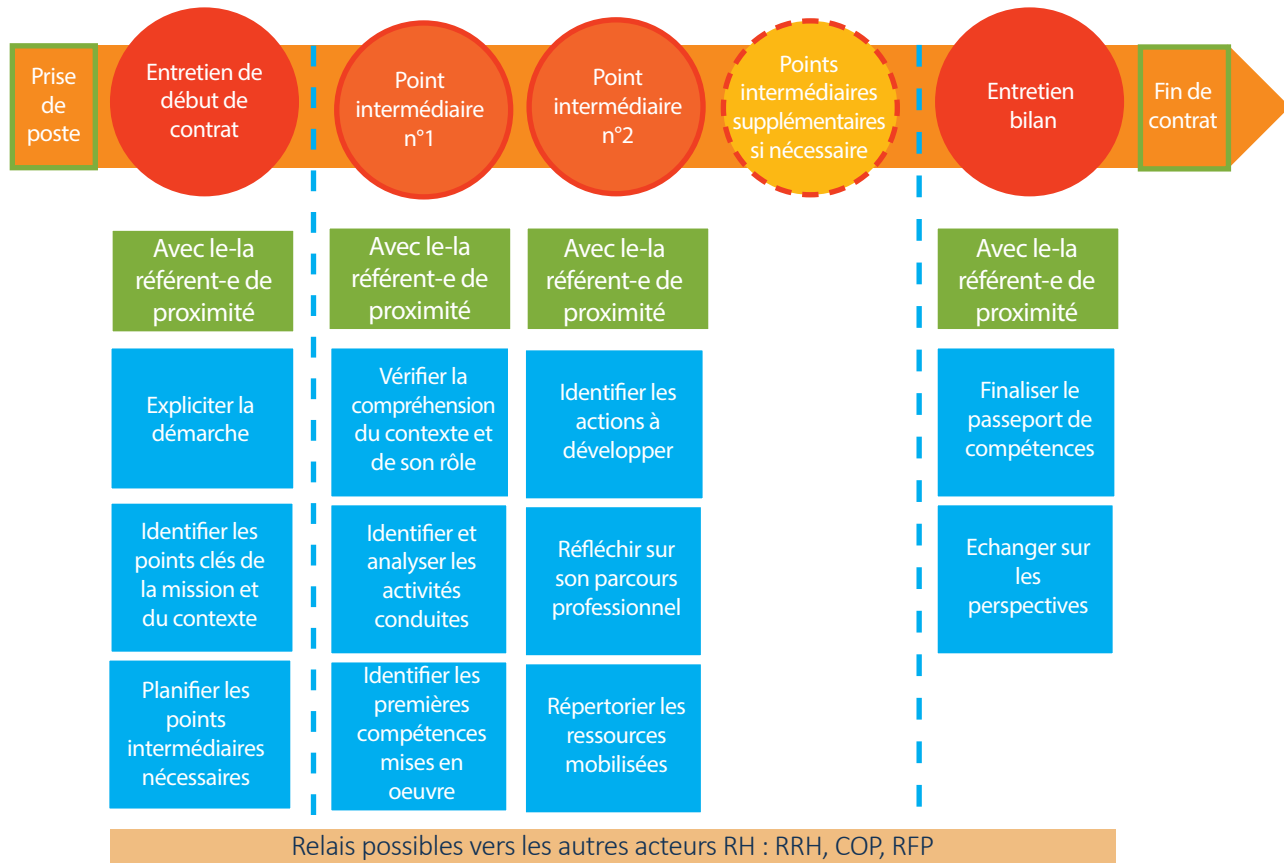 Prise
de
poste
Entretien de
début de
contrat
Point
intermédiaire
n°1
Point
intermédiaire
n°2
Points
intermédiaires
supplémentaires
si nécessaire
Entretien
bilan
Fin de
contrat
Avec le-la
référent-e de
proximité
Avec le-la
référent-e de
proximité
Avec le-la
référent-e de
proximité
Avec le-la
référent-e de
proximité
Expliciter la
démarche
Vérifier la
compréhension
du contexte et
de son rôle
Identifier les
actions à
développer
Finaliser le
passeport de
compétences
Identifier les
points clés de
la mission et
du contexte
Identifier et
analyser les
activités
conduites
Réfléchir sur
son parcours
professionnel
Echanger sur
les
perspectives
Planifier les
points
intermédiaires
nécessaires
Identifier les
premières
compétences
mises en
oeuvre
Répertorier les
ressources
mobilisées
Relais possibles vers les autres acteurs RH : RRH, COP, RFP